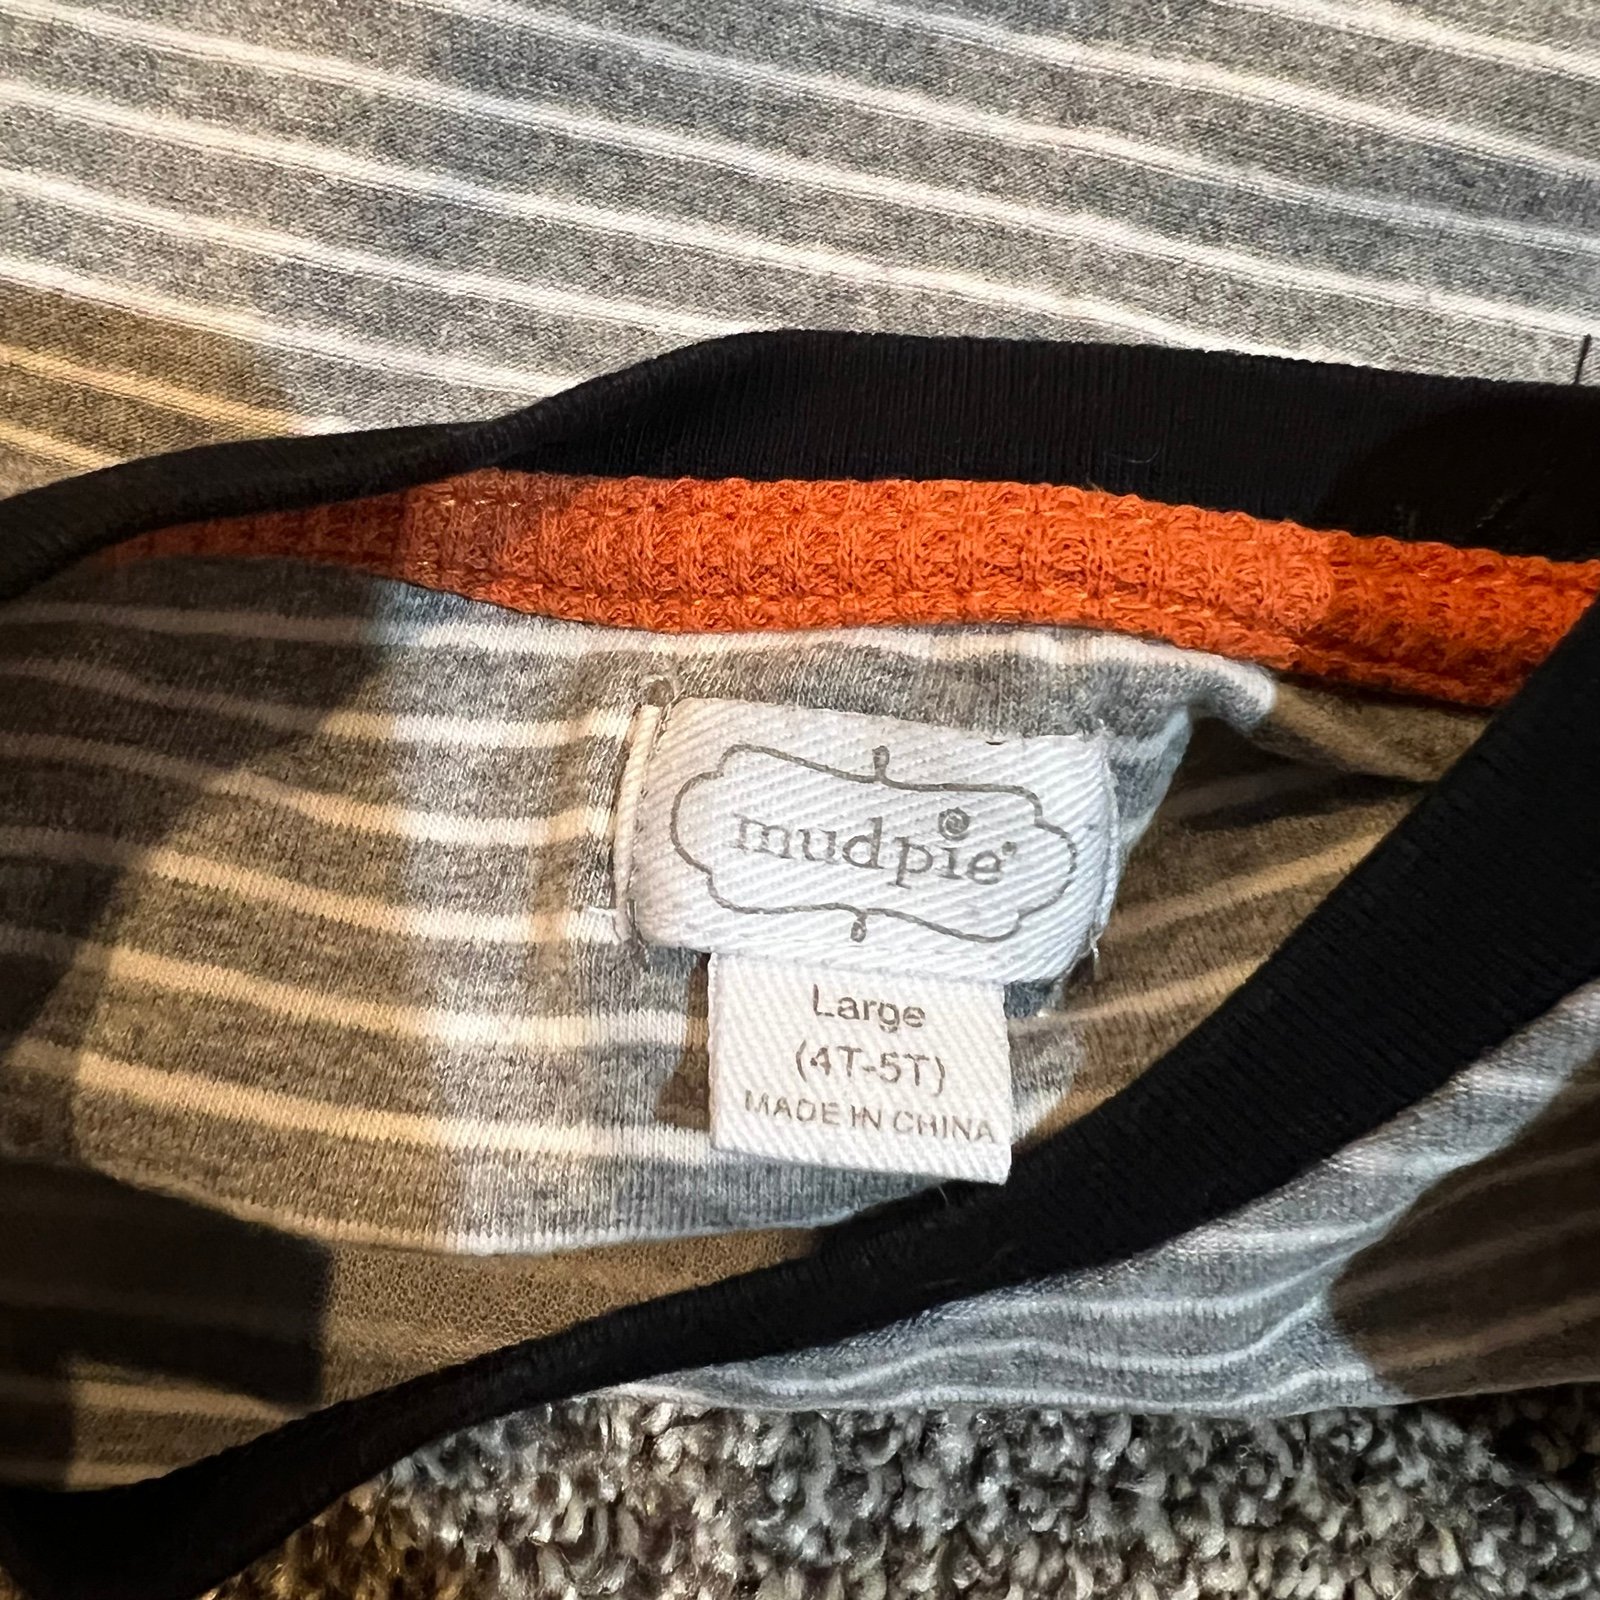 mudpie
Large
(4T-5T)
MADE IN CHINA